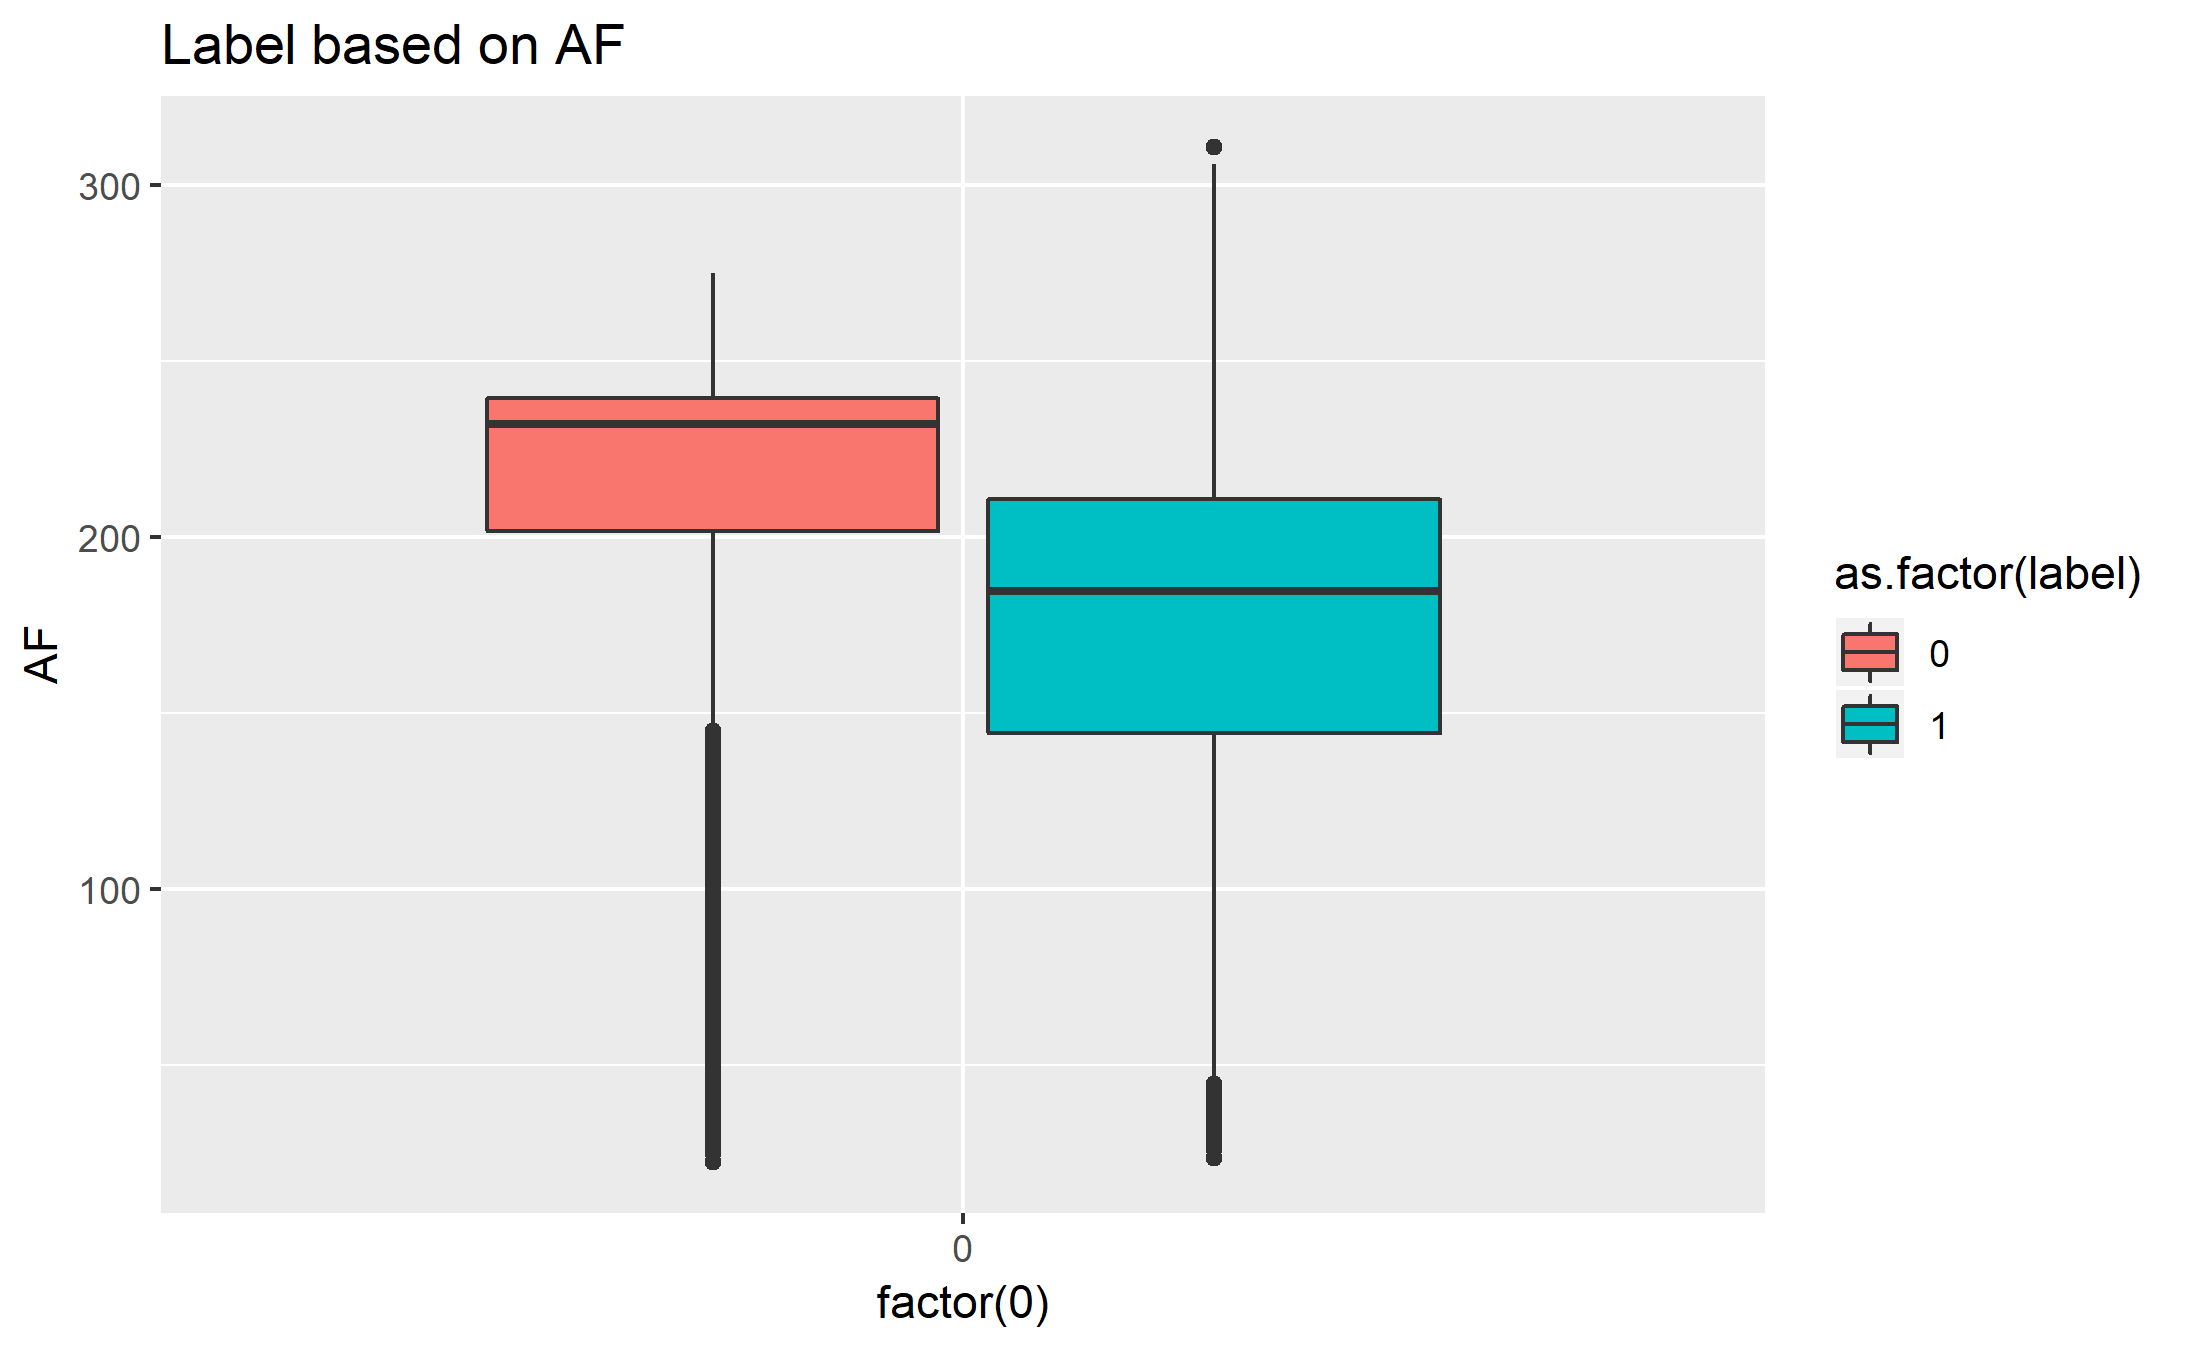 Label based on AF
300
200
100
AF
0
factor(0)
as.factor(label)
0
1